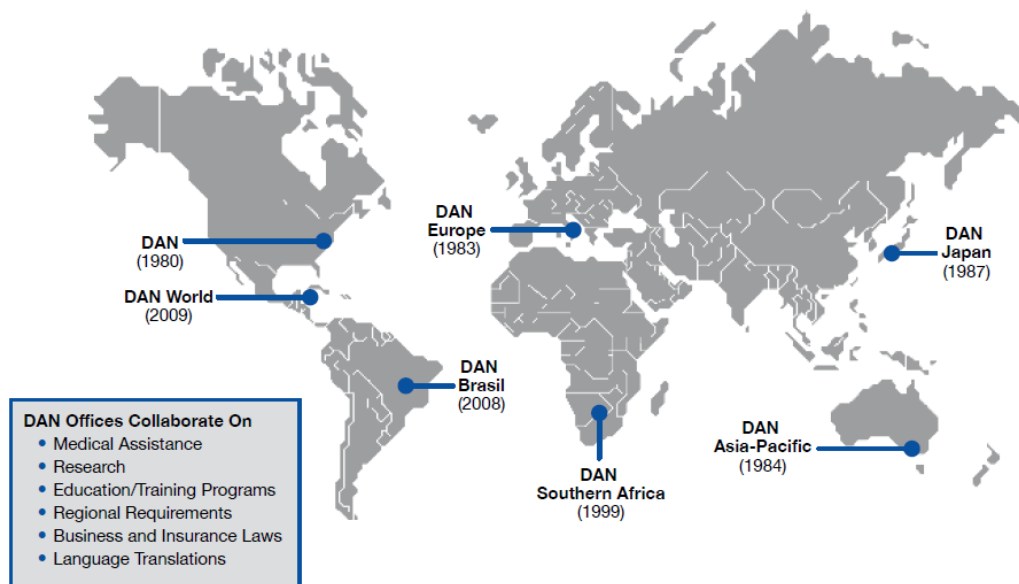 DAN
(1980)
DAN World
(2009)
DAN
Europe
(1983)
DAN
Japan
(1987)
DAN
Brasil
(2008)
DAN
Southern Africa
(1999)
DAN
Asia-Pacific
(1984)
DAN Offices Collaborate On
• Medical Assistance
• Research
• Education/Training Programs
• Regional Requirements
• Business and Insurance Laws
• Language Translations